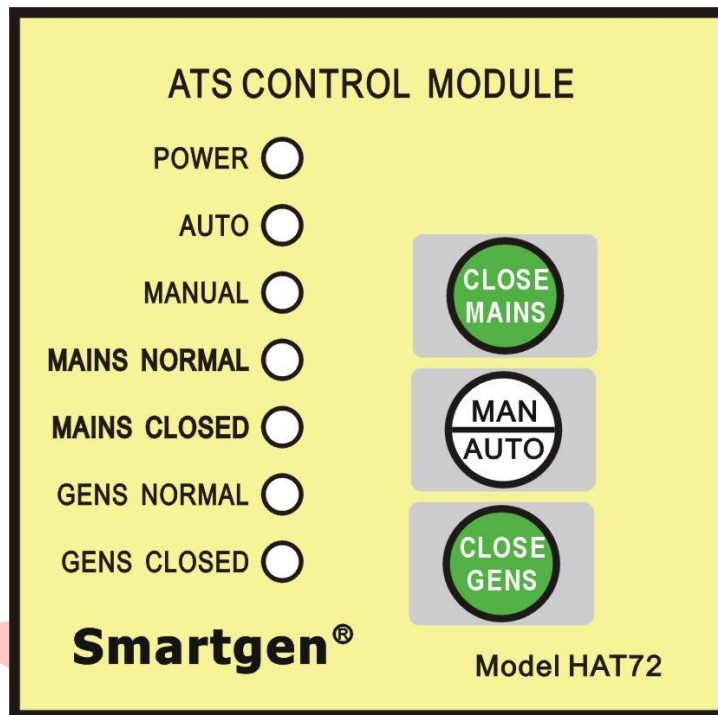 ATS CONTROL MODULE
POWER
AUTO
MANUAL
MAINS NORMAL
MAINS CLOSED
GENS NORMAL
GENS CLOSED
CLOSE
MAINS
MAN
AUTO
CLOSE
GENS
Smartgen®
Model HAT72